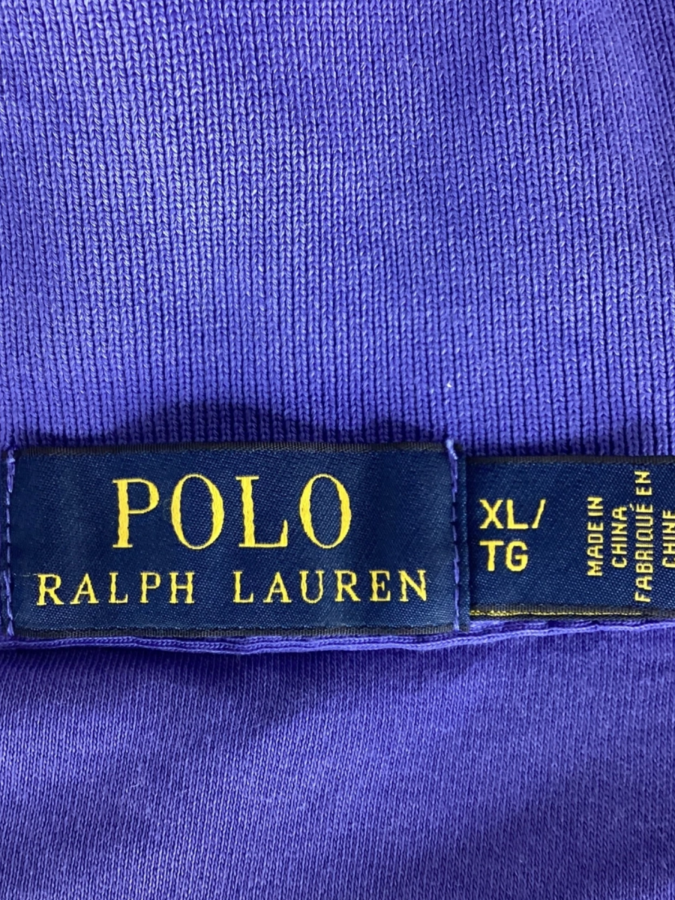 POLO
RALPH LAUREN
XL/
TG
MADE IN
CHINA
FABRIQUÉ EN
CHINE